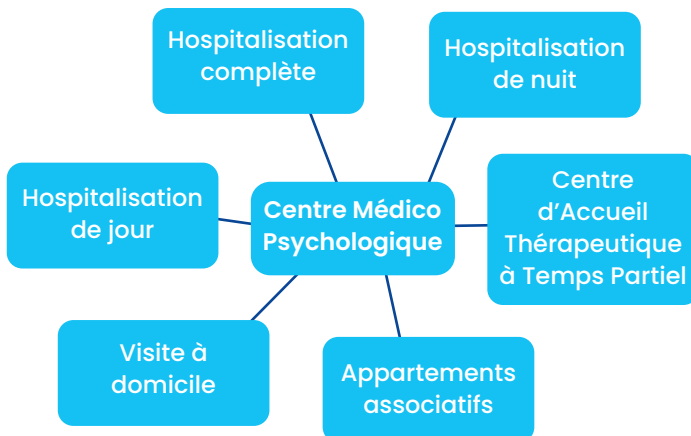 Hospitalisation
complète
Hospitalisation
de nuit
Hospitalisation
de jour
Centre Médico
Psychologique
Centre
d’Accueil
Thérapeutique
à Temps Partiel
Visite à
domicile
Appartements
associatifs